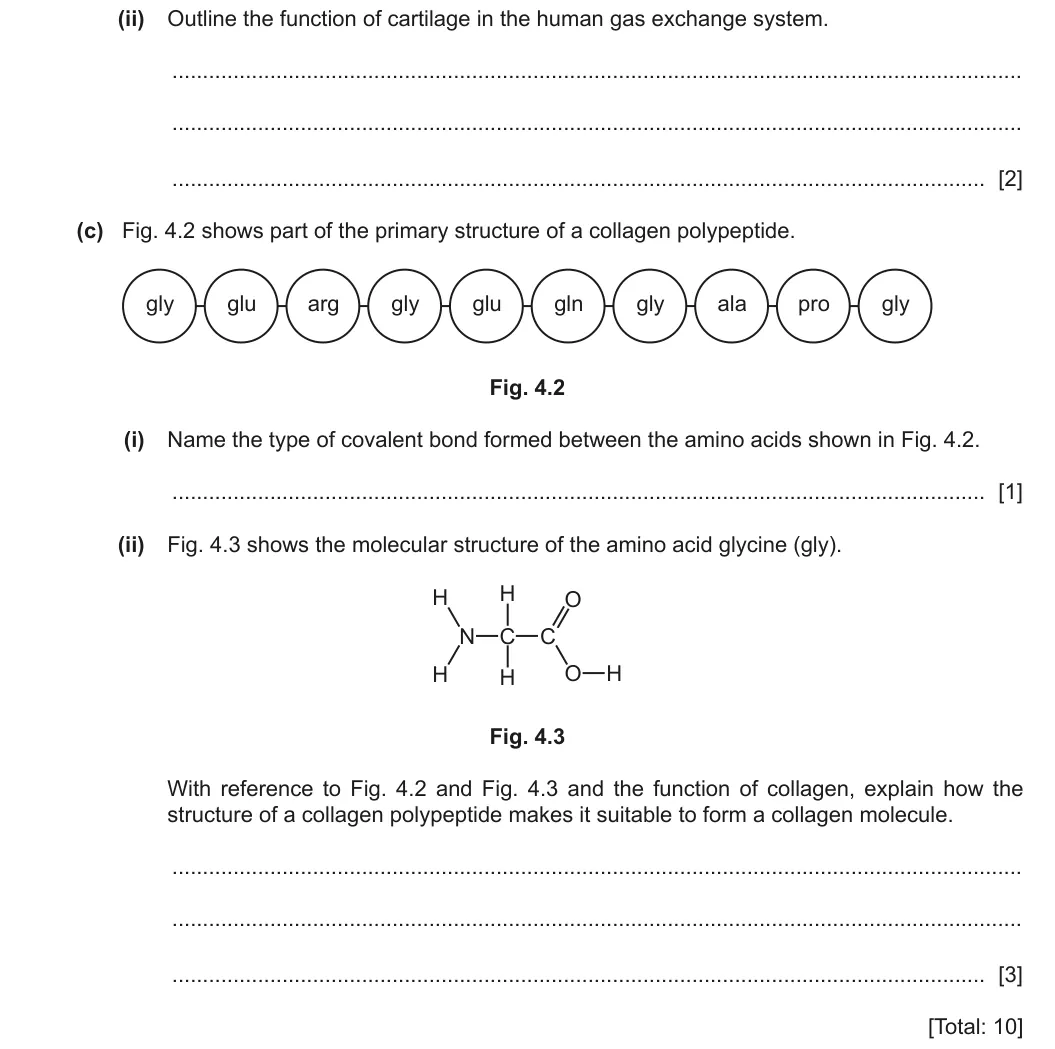 (ii) Outline the function of cartilage in the human gas exchange system.
..........................................................................................................................................
..........................................................................................................................................
.................................................................................................................................... [2]
(c) Fig. 4.2 shows part of the primary structure of a collagen polypeptide.
gly glu arg gly glu gln gly ala pro gly
Fig. 4.2
(i) Name the type of covalent bond formed between the amino acids shown in Fig. 4.2.
.................................................................................................................................... [1]
(ii) Fig. 4.3 shows the molecular structure of the amino acid glycine (gly).
H H O
N C C
H H O H
Fig. 4.3
With reference to Fig. 4.2 and Fig. 4.3 and the function of collagen, explain how the
structure of a collagen polypeptide makes it suitable to form a collagen molecule.
..........................................................................................................................................
..........................................................................................................................................
.................................................................................................................................... [3]
[Total: 10]